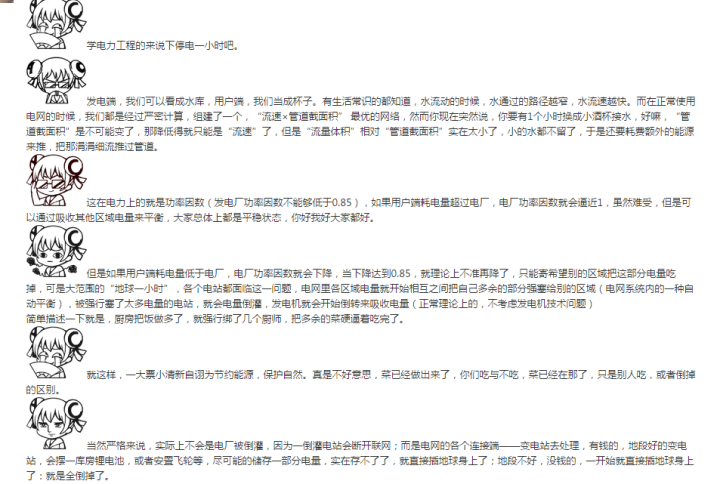 学电力工程的来说下停电一小时吧。
发电端，我们可以看成水库，用户端，我们当成杯子。有生活常识的都知道，水流动的时候，水通过的路径越窄，水流速越快。而在正常使用
电网的时候，我们都是经过严密计算，组建了一个，“流速×管道截面积” 最优的网络，然而你现在突然说，你要有1个小时换成小酒杯接水，好嘛，“管
道截面积”是不可能变了，那降低得就只能是“流速”了，但是“流量体积”相对“管道截面积”实在太小了，小的水都不留了，于是还要耗费额外的能源
来推，把那涓涓细流推过管道。
这在电力上的就是功率因数（发电厂功率因数不能够低于0.85），如果用户端耗电量超过电厂，电厂功率因数就会逼近1，虽然难受，但是可
以通过吸收其他区域电量来平衡，大家总体上都是平稳状态，你好我好大家都好。
但是如果用户端耗电量低于电厂，电厂功率因数就会下降，当下降达到0.85，就理论上不准再降了，只能寄希望别的区域把这部分电量吃
掉，可是大范围的“地球一小时”，各个电站都面临这一问题，电网里各区域电量就开始相互之间把自己多余的部分强塞给别的区域（电网系统内的一种自
动平衡），被强行塞了太多电量的电站，就会电量倒灌，发电机就会开始倒转来吸收电量（正常理论上的，不考虑发电机技术问题）
简单描述一下就是，厨房把饭做多了，就强行绑了几个厨师，把多余的菜硬逼着吃完了。
就这样，一大票小清新自诩为节约能源，保护自然。真是不好意思，菜已经做出来了，你们吃与不吃，菜已经在那了，只是别人吃，或者倒掉
的区别。
当然严格来说，实际上不会是电厂被倒灌，因为一倒灌电站会断开联网；而是电网的各个连接端——变电站去处理，有钱的，地段好的变电
站，会摆一库房锂电池，或者安置飞轮等，尽可能的储存一部分电量，实在存不了了，就直接插地球身上了；地段不好，没钱的，一开始就直接插地球身上
了：就是全倒掉了。